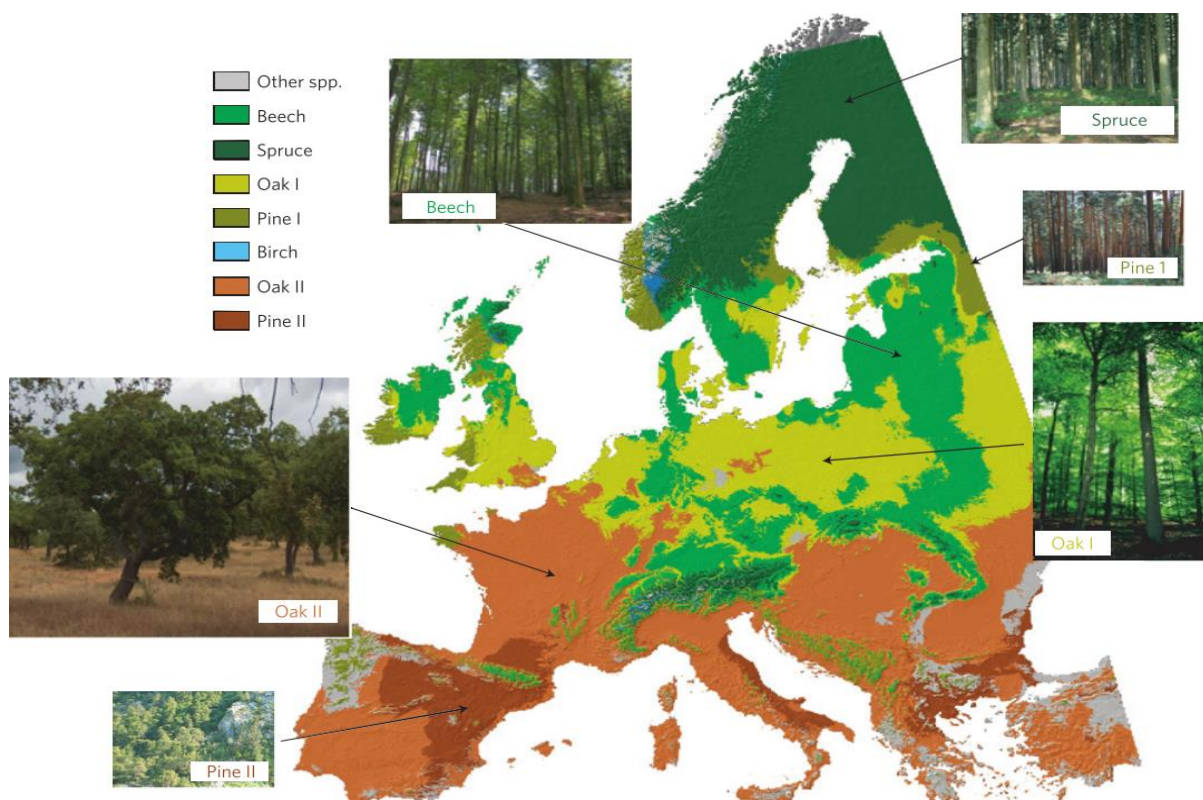 Other spp.
Beech
Spruce
Oak I
Pine I
Birch
Oak II
Pine II
Beech
Spruce
Pine 1
Oak I
Oak II
Pine II